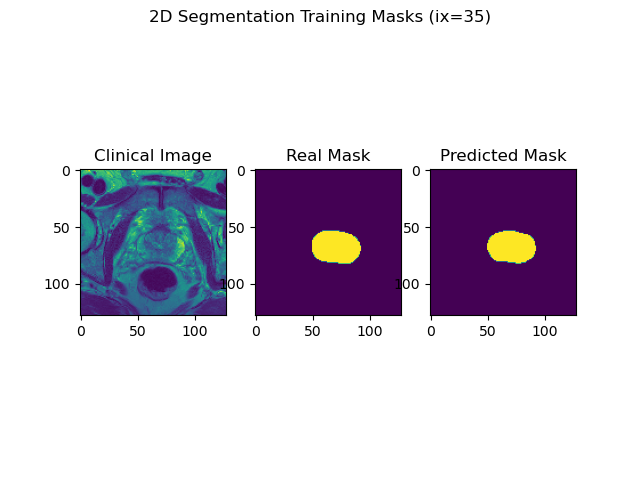 2D Segmentation Training Masks (ix=35)
Clinical Image Real Mask Predicted Mask
0 0 0
50 50 50
100 100 100
0 50 100 0 50 100 0 50 100